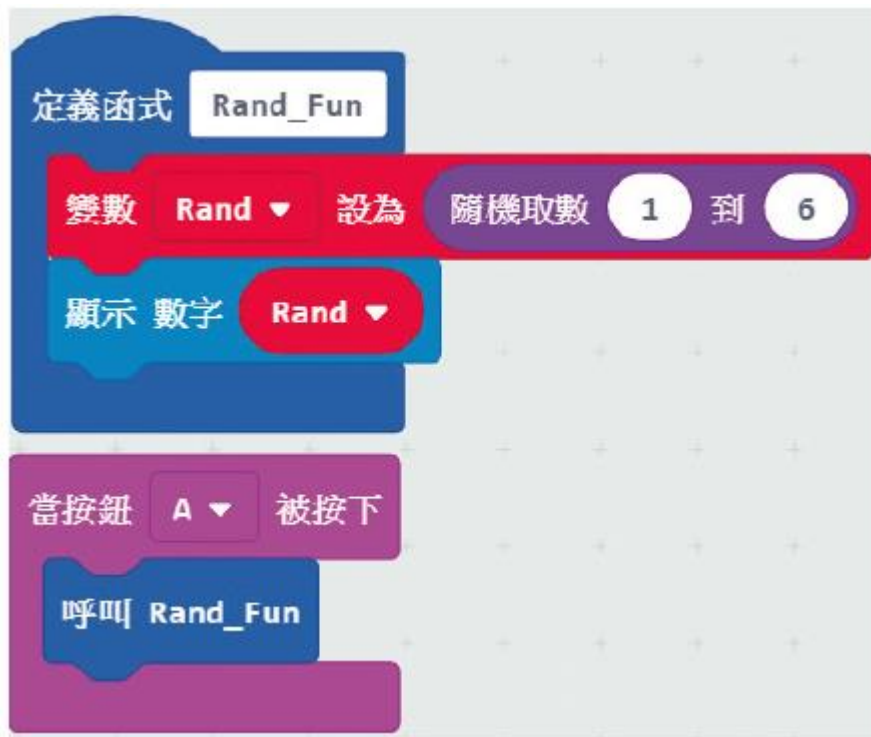 定義函式 Rand_Fun
變數 Rand 設為 隨機取數 1 到 6
顯示 數字 Rand
當按鈕 A 被按下
呼叫 Rand_Fun